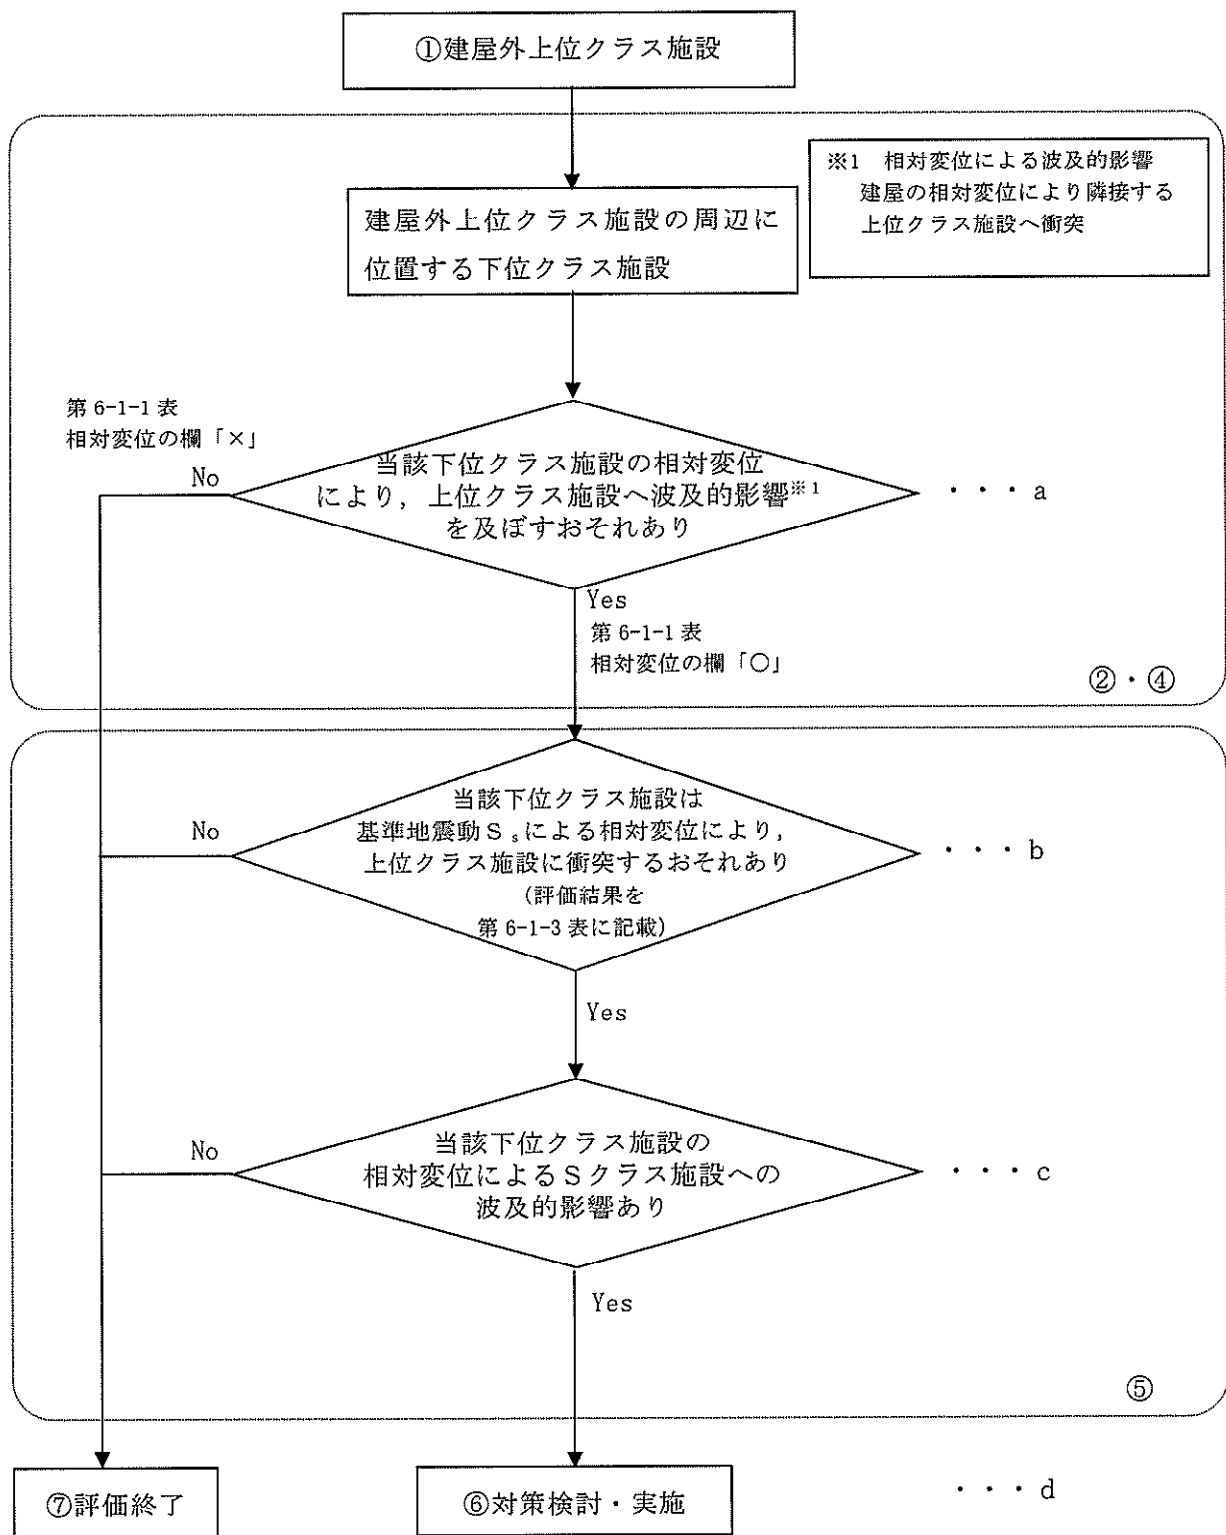 ①建屋外上位クラス施設
※1　相対変位による波及的影響
建屋の相対変位により隣接する
上位クラス施設へ衝突
建屋外上位クラス施設の周辺に
位置する下位クラス施設
第 6-1-1 表
相対変位の欄「×」
No
当該下位クラス施設の相対変位
により，上位クラス施設へ波及的影響※1
を及ぼすおそれあり
・・・a
Yes
第 6-1-1 表
相対変位の欄「○」
②・④
No
当該下位クラス施設は
基準地震動Ｓｓによる相対変位により，
上位クラス施設に衝突するおそれあり
（評価結果を
第 6-1-3 表に記載）
・・・b
Yes
No
当該下位クラス施設の
相対変位によるＳクラス施設への
波及的影響あり
・・・c
Yes
⑤
⑦評価終了
⑥対策検討・実施
・・・d